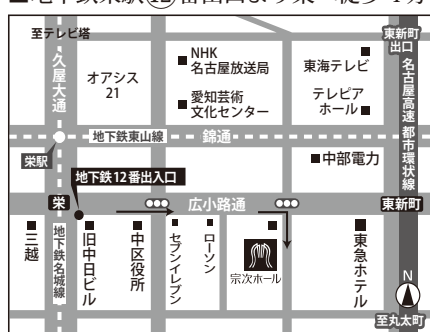 ■地下鉄栄駅⑫番出口より東へ徒歩4分
至テレビ塔
東新町
出口
久屋大通
オアシス
21
NHK
名古屋放送局
愛知芸術
文化センター
東海テレビ
テレピア
ホール
名古屋高速 都市環状線
地下鉄東山線
錦通
栄駅
中部電力
地下鉄12番出入口
栄
広小路通
東新町
三越
地下鉄名城線
旧中日ビル
中区役所
セブンイレブン
ローソン
宗次ホール
東急ホテル
N
至丸太町